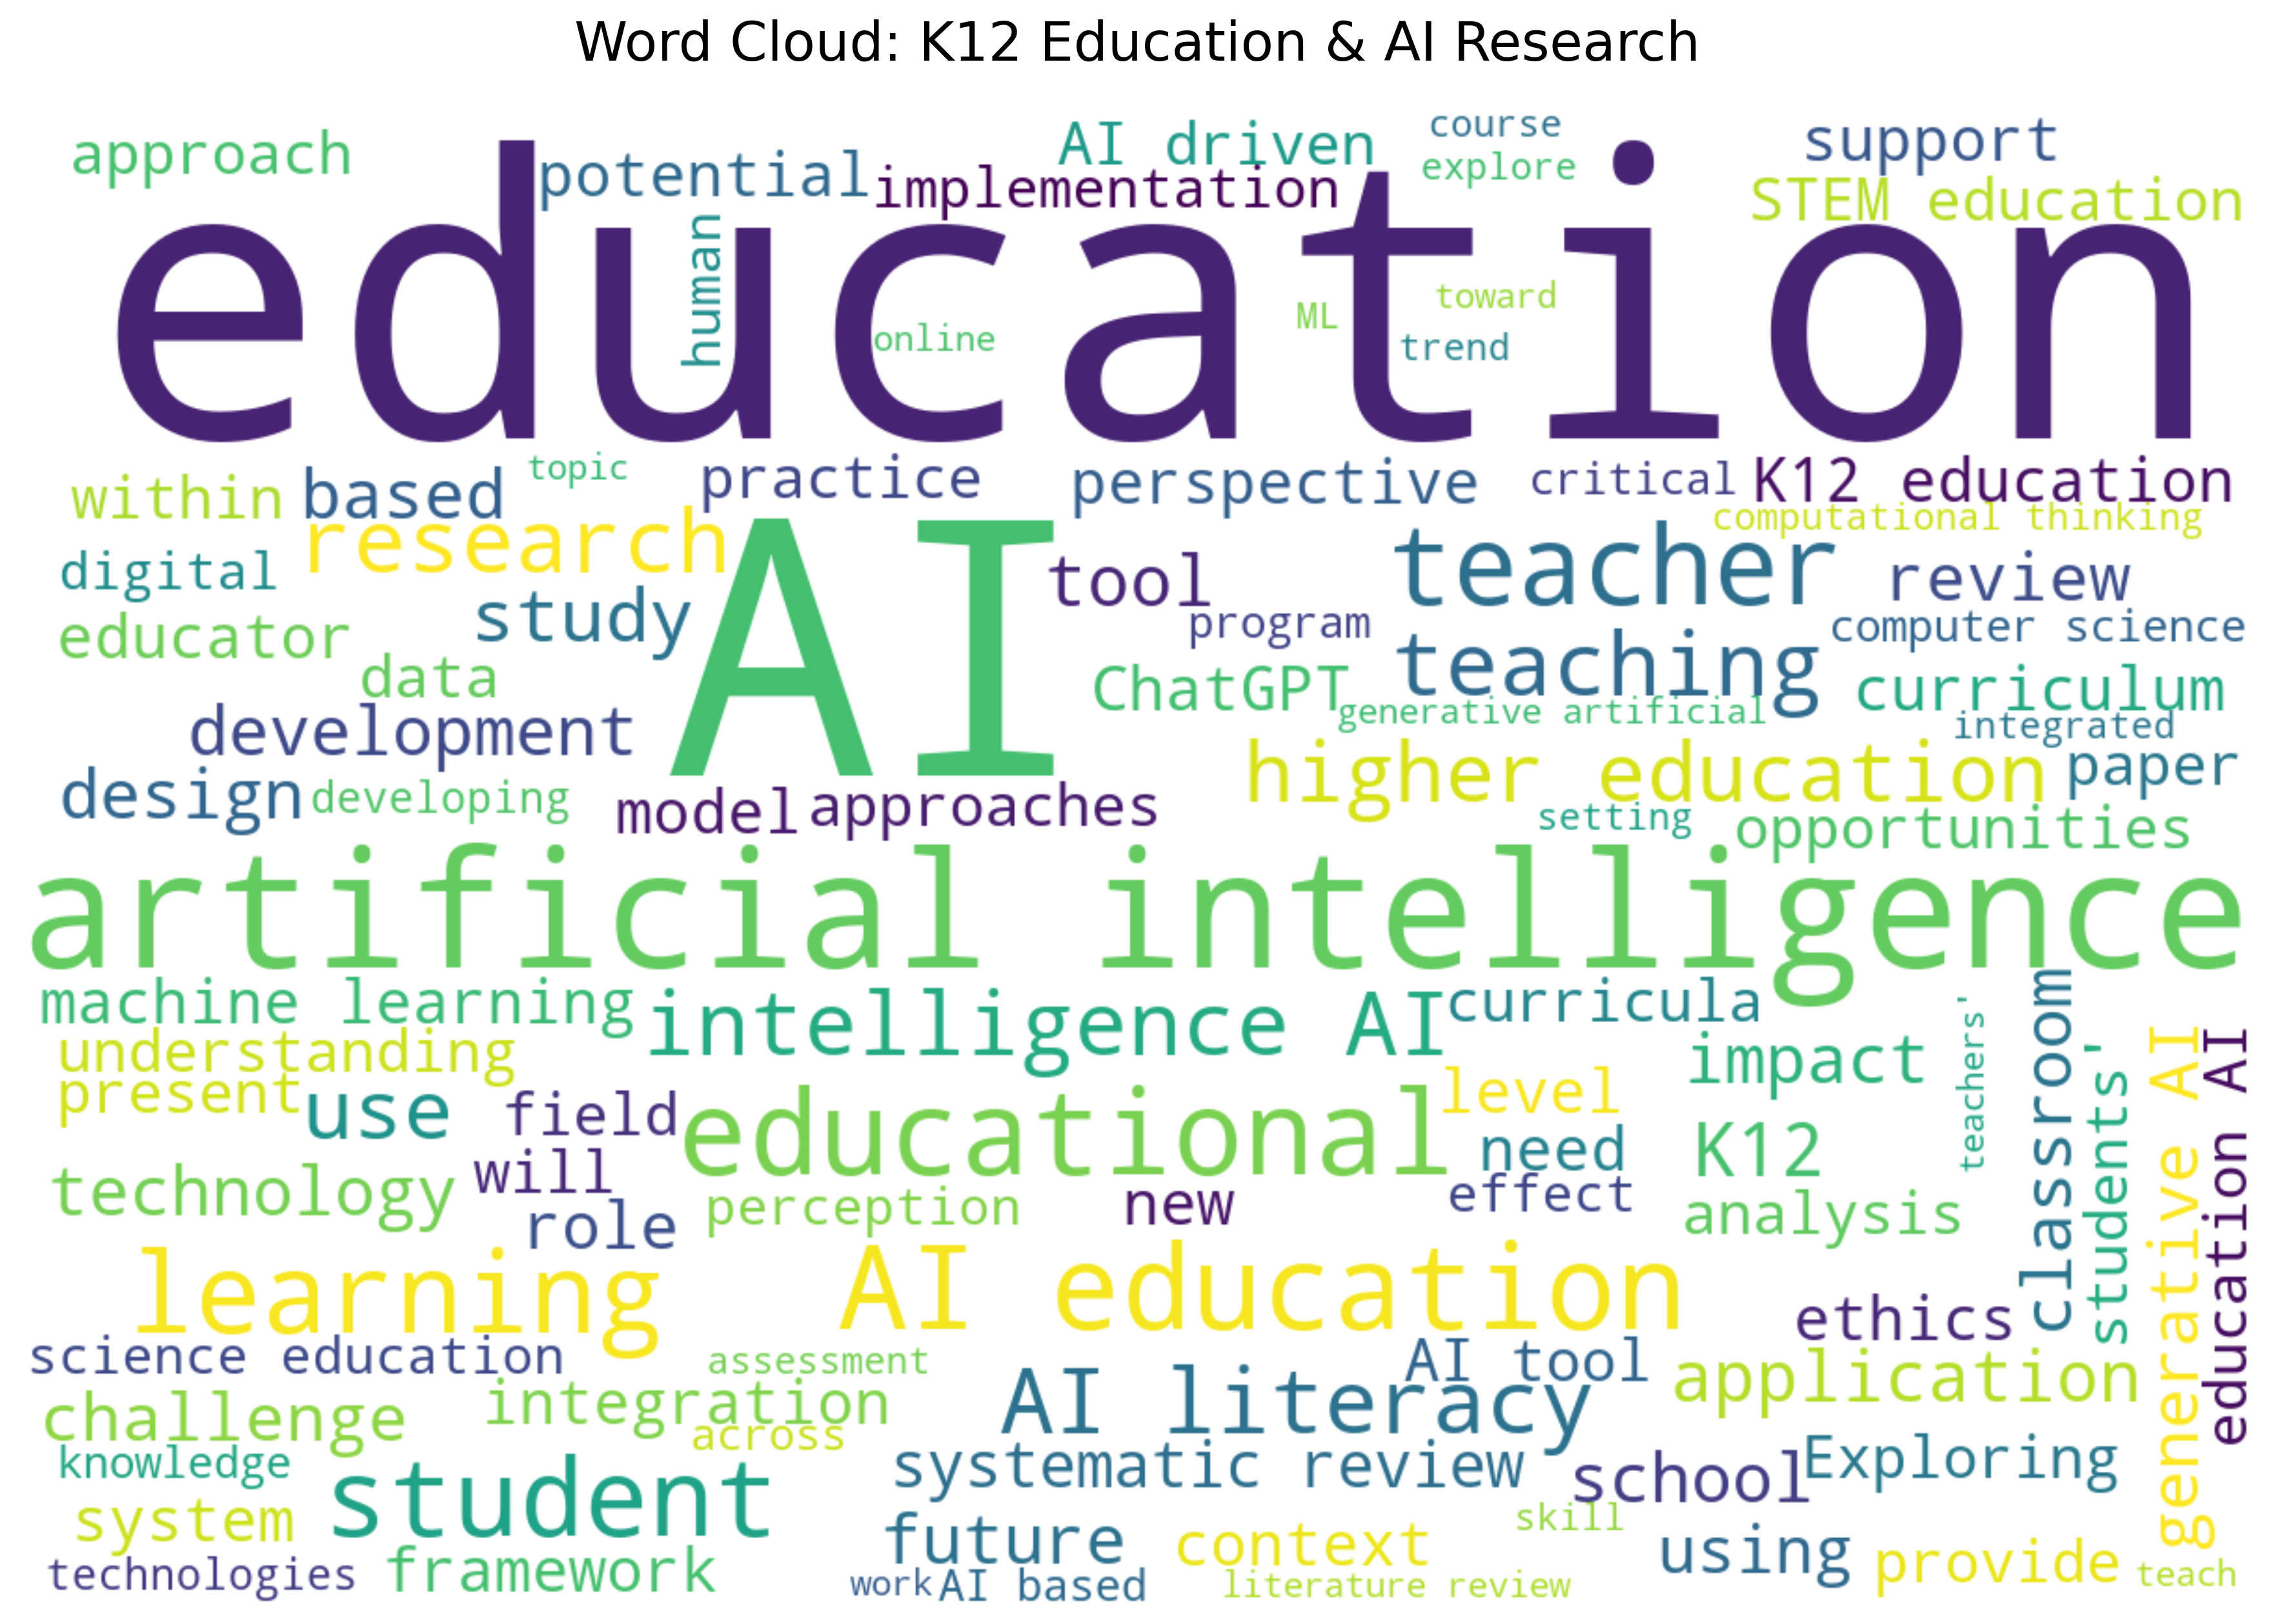 Word Cloud: K12 Education & AI Research
approach
potential
implementation
AI driven
course
explore
support
STEM education
education
human
online
ML
toward
trend
within
based
topic
practice
perspective
critical
K12 education
computational thinking
research
digital
AI
tool
teacher
review
study
educator
program
computer science
data
ChatGPT
teaching
curriculum
generative artificial
integrated
development
higher education
paper
design
developing
model
approaches
setting
opportunities
artificial intelligence
machine learning
intelligence AI
curricula
understanding
impact
teachers'
classroom
students'
generative AI
education AI
present
use
field
educational
level
need
K12
technology
will
role
perception
new
effect
analysis
learning
AI education
ethics
science education
assessment
AI tool
application
challenge
integration
across
AI literacy
knowledge
student
systematic review
school
Exploring
system
future
context
skill
using
provide
technologies
framework
work
AI based
literature review
teach